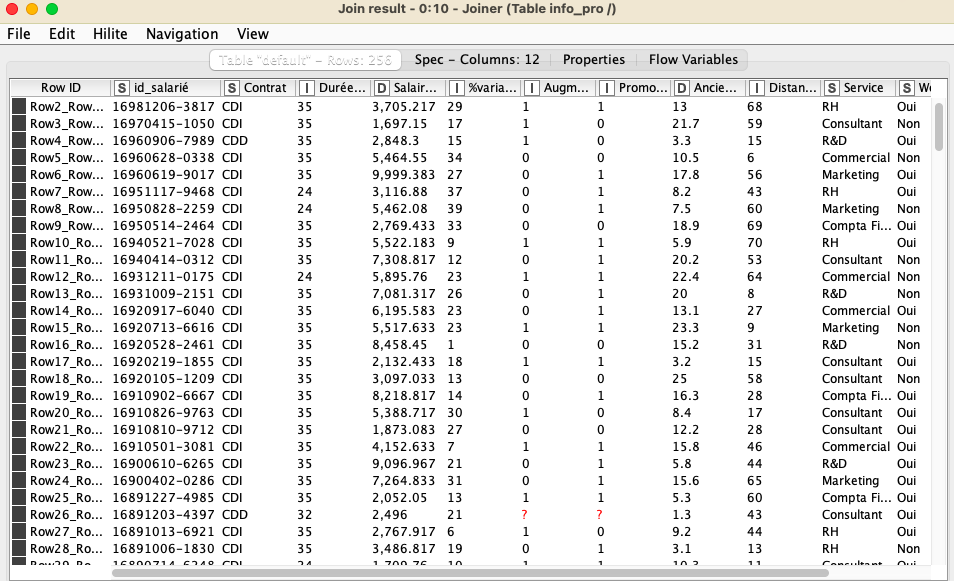 Join result - 0:10 - Joiner (Table info_pro /)
File Edit Hilite Navigation View
Table "default" - Rows: 256 Spec - Columns: 12 Properties Flow Variables
Row ID S id_salarié S Contrat I Durée... D Salair... I %varia... I Augm... I Promo... D Ancie... I Distan... S Service S
Row2_Row... 16981206-3817 CDI 35 3,705.217 29 1 1 13 68 RH Oui
Row3_Row... 16970415-1050 CDI 35 1,697.15 17 1 0 21.7 59 Consultant Non
Row4_Row... 16960906-7989 CDD 35 2,848.3 15 1 0 3.3 15 R&D Oui
Row5_Row... 16960628-0338 CDI 35 5,464.55 34 0 0 10.5 6 Commercial Non
Row6_Row... 16960619-9017 CDI 35 9,999.383 27 0 1 17.8 56 Marketing Oui
Row7_Row... 16951117-9468 CDI 24 3,116.88 37 0 1 8.2 43 RH Oui
Row8_Row... 16950828-2259 CDI 24 5,462.08 39 0 1 7.5 60 Marketing Non
Row9_Row... 16950514-2464 CDI 35 2,769.433 33 0 0 18.9 69 Compta Fi... Oui
Row10_Ro... 16940521-7028 CDI 35 5,522.183 9 1 1 5.9 70 RH Oui
Row11_Ro... 16940414-0312 CDI 35 7,308.817 12 0 0 20.2 53 Consultant Non
Row12_Ro... 16931211-0175 CDI 24 5,895.76 23 1 1 22.4 64 Commercial Non
Row13_Ro... 16931009-2151 CDI 35 7,081.317 26 0 1 20 8 R&D Non
Row14_Ro... 16920917-6040 CDI 35 6,195.583 23 0 1 13.1 27 Commercial Oui
Row15_Ro... 16920713-6616 CDI 35 5,517.633 23 1 1 23.3 9 Marketing Non
Row16_Ro... 16920528-2461 CDI 35 8,458.45 1 0 0 15.2 31 R&D Non
Row17_Ro... 16920219-1855 CDI 35 2,132.433 18 1 1 3.2 15 Consultant Oui
Row18_Ro... 16920105-1209 CDI 35 3,097.033 13 0 0 25 58 Consultant Non
Row19_Ro... 16910902-6667 CDI 35 8,218.817 14 0 1 16.3 28 Compta Fi... Oui
Row20_Ro... 16910826-9763 CDI 35 5,388.717 30 1 0 8.4 17 Consultant Oui
Row21_Ro... 16910810-9712 CDI 35 1,873.083 27 0 0 12.2 28 Consultant Oui
Row22_Ro... 16910501-3081 CDI 35 4,152.633 7 1 1 15.8 46 Commercial Oui
Row23_Ro... 16900610-6265 CDI 35 9,096.967 21 0 1 5.8 44 R&D Oui
Row24_Ro... 16900402-0286 CDI 35 7,264.833 31 0 1 15.6 65 Marketing Oui
Row25_Ro... 16891227-4985 CDI 35 2,052.05 13 1 1 5.3 60 Compta Fi... Oui
Row26_Ro... 16891203-4397 CDD 32 2,496 21 ? ? 1.3 43 Consultant Oui
Row27_Ro... 16891013-6921 CDI 35 2,767.917 6 1 0 9.2 44 RH Oui
Row28_Ro... 16891006-1830 CDI 35 3,486.817 19 0 1 3.1 13 RH Non